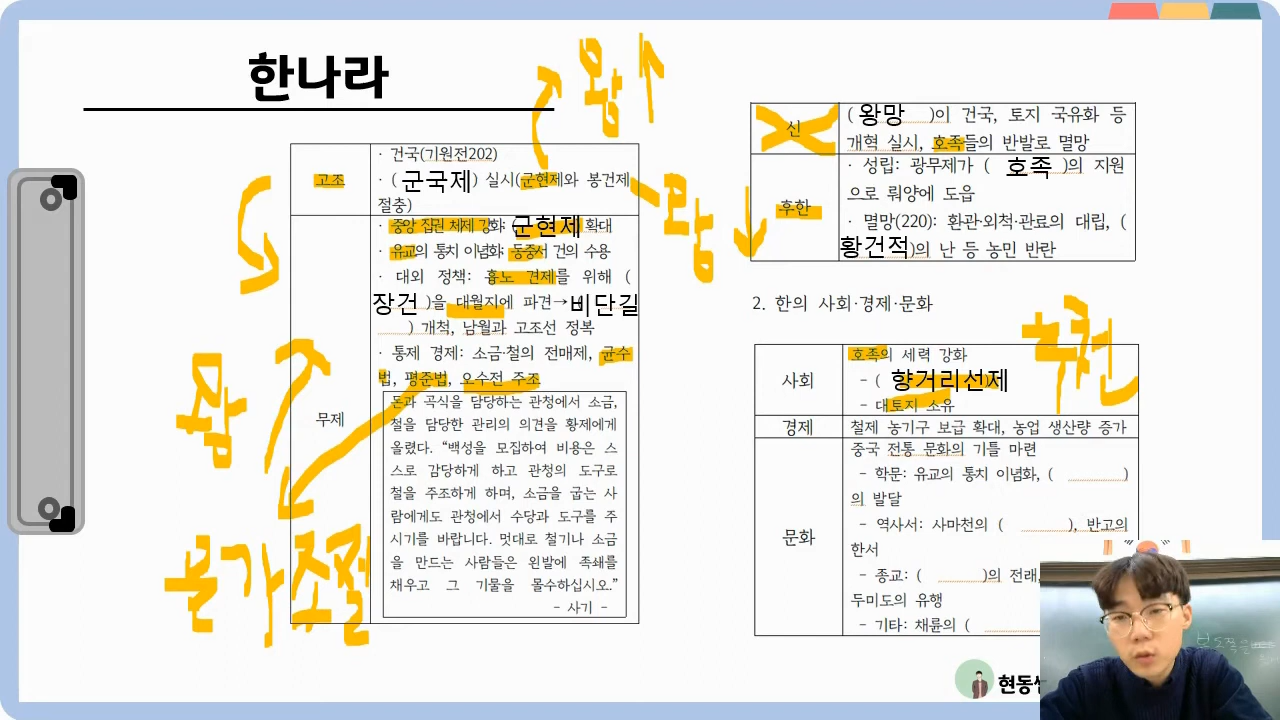 한나라
왕↑
고조
· 건국(기원전202)
· ( 군국제 ) 실시(군현제와 봉건제
절충)
무제
· 중앙 집권 체제 강화: (군현제 확대
· 유교의 통치 이념화: 동중서 건의 수용
· 대외 정책: 흉노 견제를 위해 (
장건 )을 대월지에 파견→ 비단길
) 개척, 남월과 고조선 정복
· 통제 경제: 소금·철의 전매제, 균수
법, 평준법, 오수전 주조
돈과 곡식을 담당하는 관청에서 소금,
철을 담당한 관리의 의견을 황제에게
올렸다. “백성을 모집하여 비용은 스
스로 감당하게 하고 관청의 도구로
철을 주조하게 하며, 소금을 굽는 사
람에게도 관청에서 수당과 도구를 주
시기를 바랍니다. 멋대로 철기나 소금
을 만드는 사람들은 왼발에 족쇄를
채우고 그 기물을 몰수하십시오.”
- 사기 -
물가조절
신
( 왕망 )이 건국, 토지 국유화 등
개혁 실시, 호족들의 반발로 멸망
후한
· 성립: 광무제가 ( 호족 )의 지원
으로 뤄양에 도읍
· 멸망(220): 환관·외척·관료의 대립, (
황건적 )의 난 등 농민 반란
2. 한의 사회·경제·문화
추천
사회
호족의 세력 강화
- ( 향거리선제
- 대토지 소유
경제
철제 농기구 보급 확대, 농업 생산량 증가
문화
중국 전통 문화의 기틀 마련
- 학문: 유교의 통치 이념화, ( )
의 발달
- 역사서: 사마천의 ( ), 반고의
한서
- 종교: ( )의 전래,
두미도의 유행
- 기타: 채륜의 (
현동